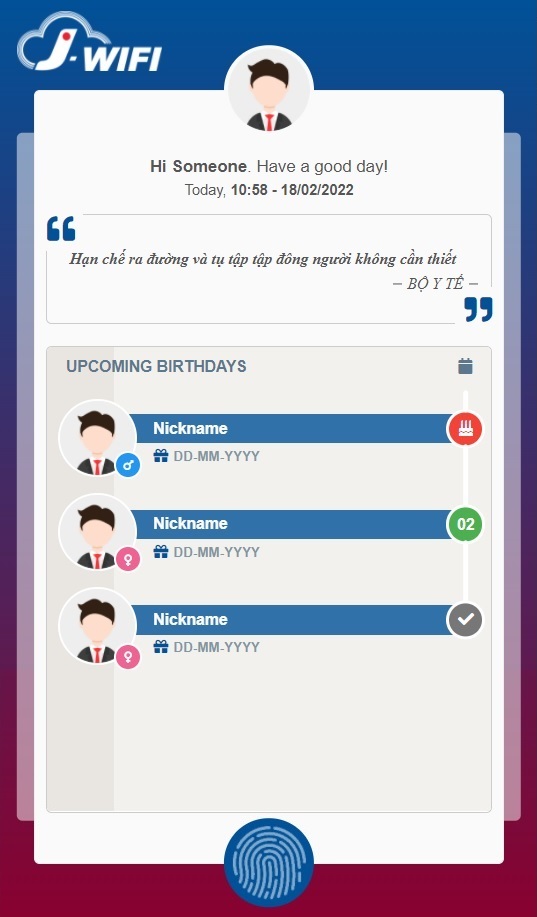 J-WIFI
Hi Someone. Have a good day!
Today, 10:58 - 18/02/2022
Hạn chế ra đường và tụ tập tập đông người không cần thiết
– BỘ Y TẾ –
UPCOMING BIRTHDAYS
Nickname
DD-MM-YYYY
Nickname 02
DD-MM-YYYY
Nickname
DD-MM-YYYY